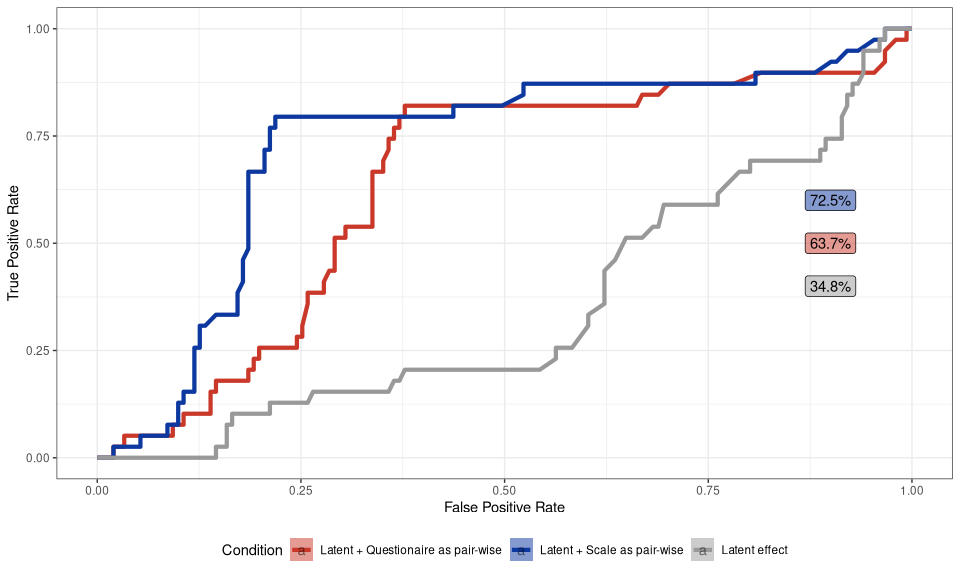 1.00
0.75
0.50
0.25
0.00
True Positive Rate
72.5%
63.7%
34.8%
0.00 0.25 0.50 0.75 1.00
False Positive Rate
Condition a Latent + Questionaire as pair-wise a Latent + Scale as pair-wise a Latent effect